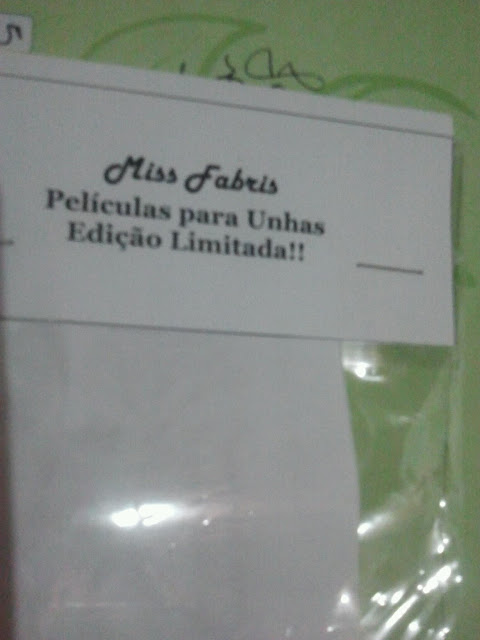 Miss Fabris
Películas para Unhas
Edição Limitada!!